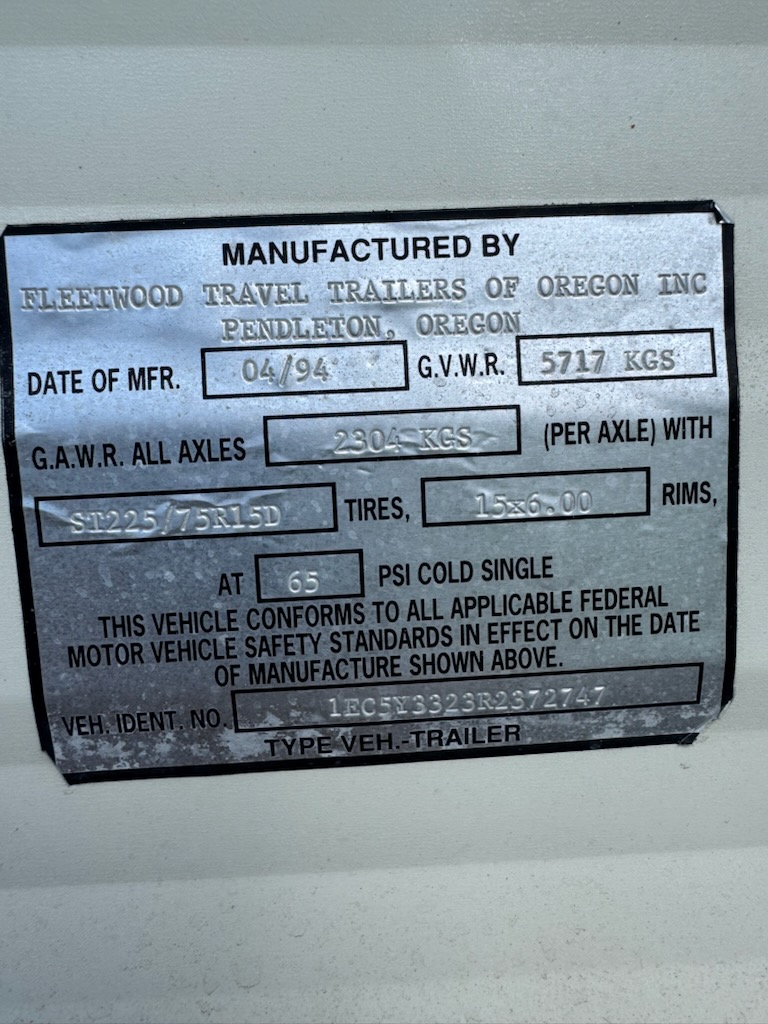 MANUFACTURED BY
FLEETWOOD TRAVEL TRAILERS OF OREGON INC
PENDLETON, OREGON
DATE OF MFR. 04/94 G.V.W.R. 5717 KGS
G.A.W.R. ALL AXLES 2304 KGS (PER AXLE) WITH
ST225/75R15D TIRES, 15x6.00 RIMS,
AT 65 PSI COLD SINGLE
THIS VEHICLE CONFORMS TO ALL APPLICABLE FEDERAL
MOTOR VEHICLE SAFETY STANDARDS IN EFFECT ON THE DATE
OF MANUFACTURE SHOWN ABOVE.
VEH. IDENT. NO. 1EC5Y3323R2372747
TYPE VEH.-TRAILER